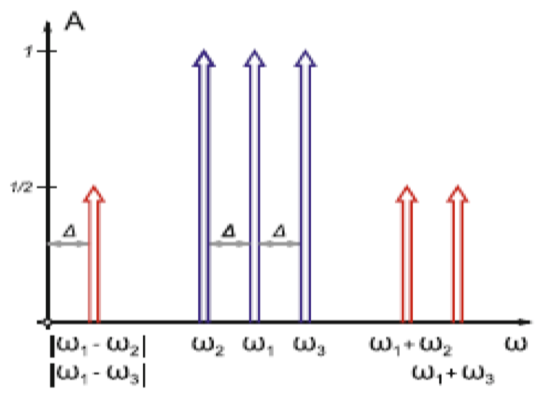 A
1
1/2
Δ Δ Δ
|ω₁ - ω₂| ω₂ ω₁ ω₃ ω₁+ ω₂ ω
|ω₁ - ω₃| ω₁+ ω₃